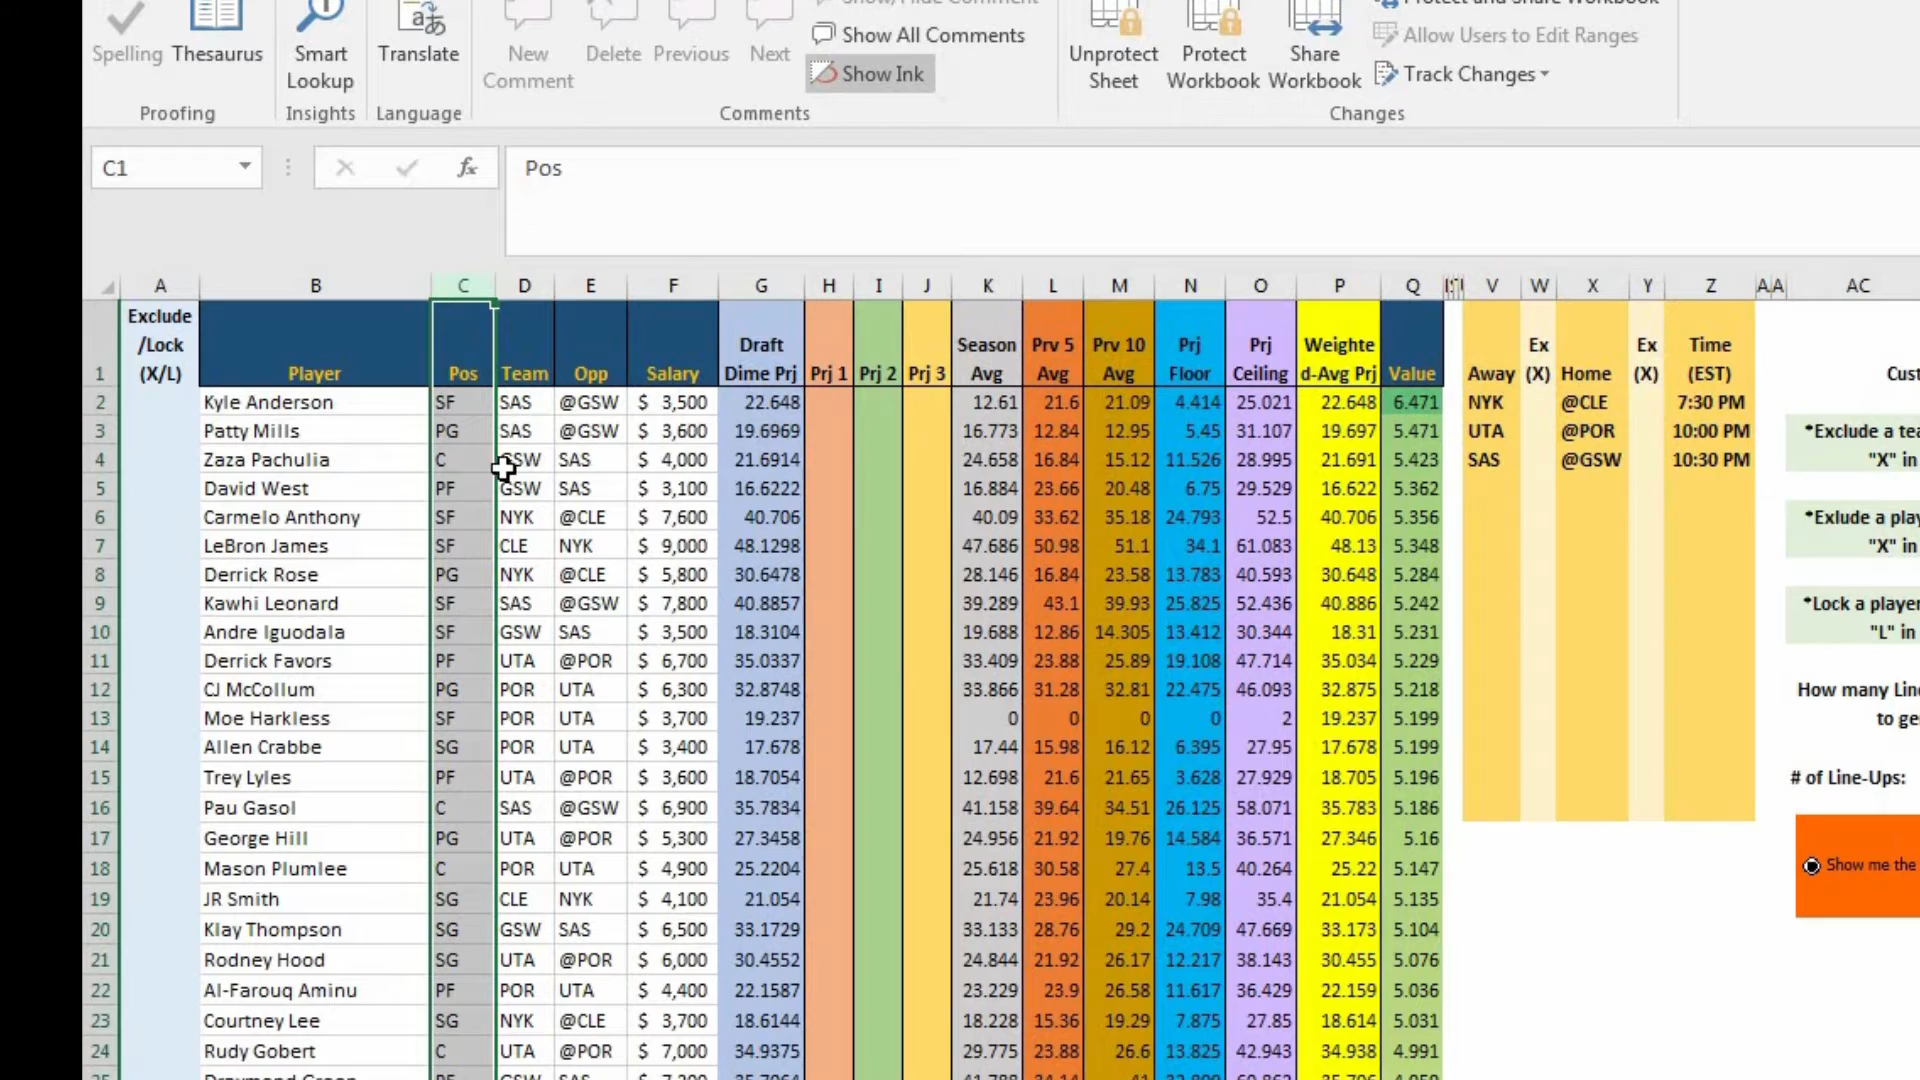 Show/Hide Comment
Protect and Share Workbook
Spelling Thesaurus Smart Lookup Translate New Comment Delete Previous Next Show All Comments Unprotect Sheet Protect Workbook Share Workbook Allow Users to Edit Ranges
Show Ink Track Changes
Proofing Insights Language Comments Changes
C1 fx Pos
A B C D E F G H I J K L M N O P Q V W X Y Z AC
1 Exclude /Lock (X/L) Player Pos Team Opp Salary Draft Dime Prj Prj 1 Prj 2 Prj 3 Season Avg Prv 5 Avg Prv 10 Avg Prj Floor Prj Ceiling Weighte d-Avg Prj Value Away Ex (X) Home Ex (X) Time (EST) Cust
2 Kyle Anderson SF SAS @GSW $ 3,500 22.648 12.61 21.6 21.09 4.414 25.021 22.648 6.471 NYK @CLE 7:30 PM
3 Patty Mills PG SAS @GSW $ 3,600 19.6969 16.773 12.84 12.95 5.45 31.107 19.697 5.471 UTA @POR 10:00 PM *Exclude a tea
4 Zaza Pachulia C GSW SAS $ 4,000 21.6914 24.658 16.84 15.12 11.526 28.995 21.691 5.423 SAS @GSW 10:30 PM "X" in
5 David West PF GSW SAS $ 3,100 16.6222 16.884 23.66 20.48 6.75 29.529 16.622 5.362
6 Carmelo Anthony SF NYK @CLE $ 7,600 40.706 40.09 33.62 35.18 24.793 52.5 40.706 5.356 *Exlude a play
7 LeBron James SF CLE NYK $ 9,000 48.1298 47.686 50.98 51.1 34.1 61.083 48.13 5.348 "X" in
8 Derrick Rose PG NYK @CLE $ 5,800 30.6478 28.146 16.84 23.58 13.783 40.593 30.648 5.284
9 Kawhi Leonard SF SAS @GSW $ 7,800 40.8857 39.289 43.1 39.93 25.825 52.436 40.886 5.242 *Lock a player
10 Andre Iguodala SF GSW SAS $ 3,500 18.3104 19.688 12.86 14.305 13.412 30.344 18.31 5.231 "L" in
11 Derrick Favors PF UTA @POR $ 6,700 35.0337 33.409 23.88 25.89 19.108 47.714 35.034 5.229
12 CJ McCollum PG POR UTA $ 6,300 32.8748 33.866 31.28 32.81 22.475 46.093 32.875 5.218 How many Line
13 Moe Harkless SF POR UTA $ 3,700 19.237 0 0 0 0 2 19.237 5.199 to ge
14 Allen Crabbe SG POR UTA $ 3,400 17.678 17.44 15.98 16.12 6.395 27.95 17.678 5.199
15 Trey Lyles PF UTA @POR $ 3,600 18.7054 12.698 21.6 21.65 3.628 27.929 18.705 5.196 # of Line-Ups:
16 Pau Gasol C SAS @GSW $ 6,900 35.7834 41.158 39.64 34.51 26.125 58.071 35.783 5.186
17 George Hill PG UTA @POR $ 5,300 27.3458 24.956 21.92 19.76 14.584 36.571 27.346 5.16
18 Mason Plumlee C POR UTA $ 4,900 25.2204 25.618 30.58 27.4 13.5 40.264 25.22 5.147 Show me the
19 JR Smith SG CLE NYK $ 4,100 21.054 21.74 23.96 20.14 7.98 35.4 21.054 5.135
20 Klay Thompson SG GSW SAS $ 6,500 33.1729 33.133 28.76 29.2 24.709 47.669 33.173 5.104
21 Rodney Hood SG UTA @POR $ 6,000 30.4552 24.844 21.92 26.17 12.217 38.143 30.455 5.076
22 Al-Farouq Aminu PF POR UTA $ 4,400 22.1587 23.229 23.9 26.58 11.617 36.429 22.159 5.036
23 Courtney Lee SG NYK @CLE $ 3,700 18.6144 18.228 15.36 19.29 7.875 27.85 18.614 5.031
24 Rudy Gobert C UTA @POR $ 7,000 34.9375 29.775 23.88 26.6 13.825 42.943 34.938 4.991